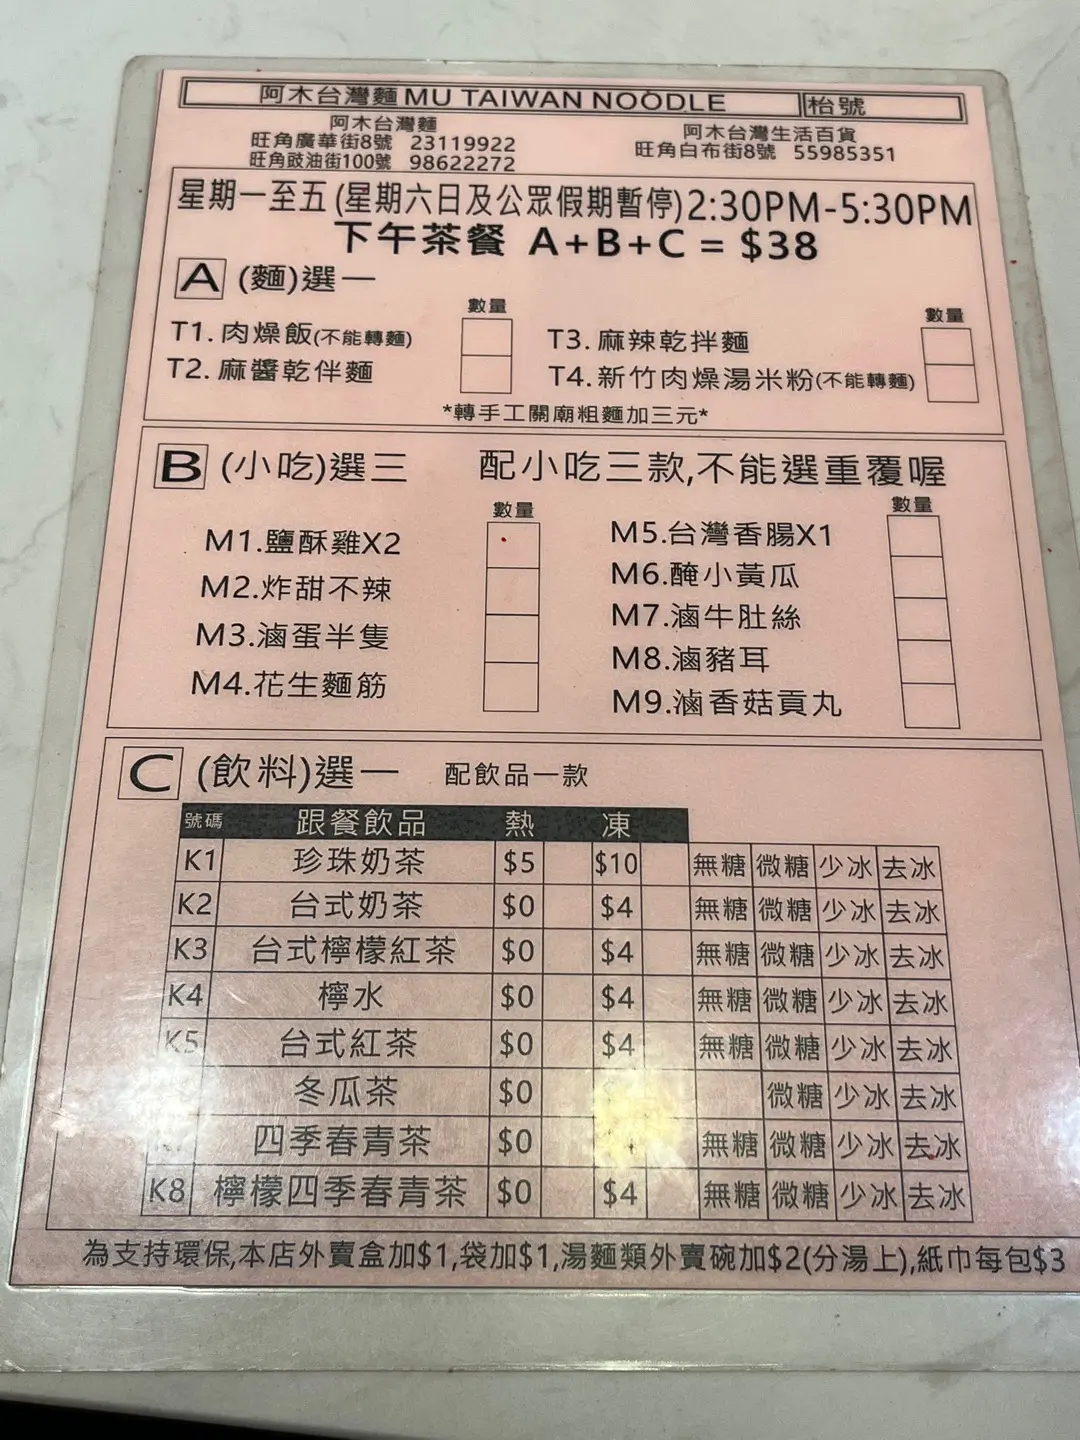 阿木台灣麵 MU TAIWAN NOODLE 枱號
阿木台灣麵
旺角廣華街8號 23119922
旺角豉油街100號 98622272
阿木台灣生活百貨
旺角白布街8號 55985351
星期一至五 (星期六日及公眾假期暫停) 2:30PM-5:30PM
下午茶餐 A+B+C = $38
A (麵)選一
數量
T1. 肉燥飯(不能轉麵)
T2. 麻醬乾伴麵
數量
T3. 麻辣乾拌麵
T4. 新竹肉燥湯米粉(不能轉麵)
*轉手工關廟粗麵加三元*
B (小吃)選三 配小吃三款,不能選重覆喔
數量
M1.鹽酥雞X2
M2.炸甜不辣
M3.滷蛋半隻
M4.花生麵筋
數量
M5.台灣香腸X1
M6.醃小黃瓜
M7.滷牛肚絲
M8.滷豬耳
M9.滷香菇貢丸
C (飲料)選一 配飲品一款
號碼 跟餐飲品 熱 凍
K1 珍珠奶茶 $5 $10 無糖 微糖 少冰 去冰
K2 台式奶茶 $0 $4 無糖 微糖 少冰 去冰
K3 台式檸檬紅茶 $0 $4 無糖 微糖 少冰 去冰
K4 檸水 $0 $4 無糖 微糖 少冰 去冰
K5 台式紅茶 $0 $4 無糖 微糖 少冰 去冰
冬瓜茶 $0 微糖 少冰 去冰
四季春青茶 $0 無糖 微糖 少冰 去冰
K8 檸檬四季春青茶 $0 $4 無糖 微糖 少冰 去冰
為支持環保,本店外賣盒加$1,袋加$1,湯麵類外賣碗加$2(分湯上),紙巾每包$3